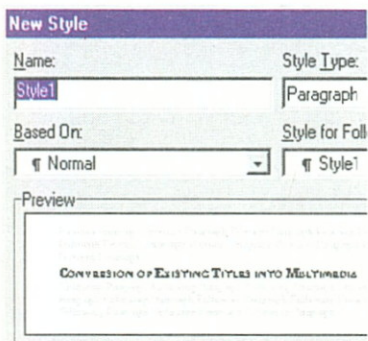 New Style
Name: Style Type:
Style1 Paragraph
Based On: Style for Foll
¶ Normal ¶ Style1
Preview
CONVERSION OF EXISTING TITLES INTO MULTIMEDIA